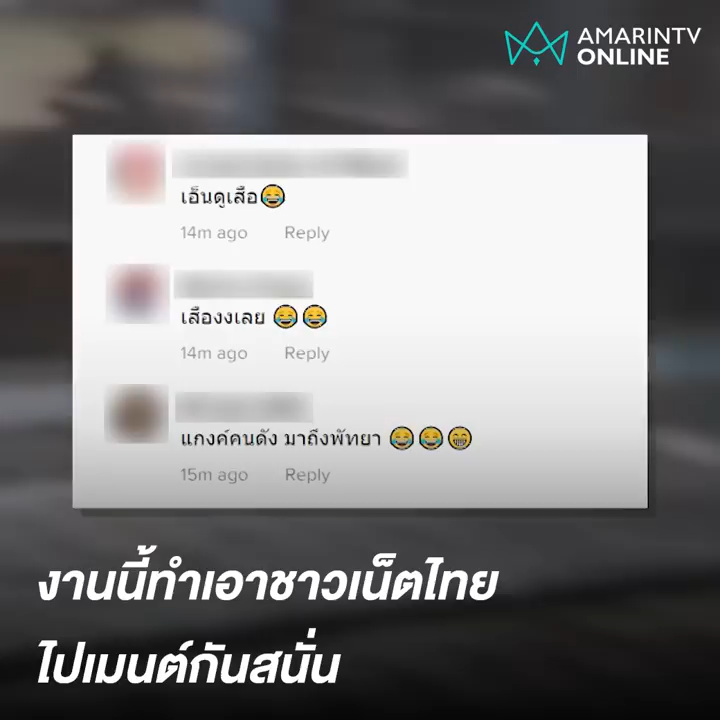 AMARINTV
ONLINE
เอ็นดูเสือ😂
14m ago Reply
เสืองงเลย 😂😂
14m ago Reply
แกงค์คนดัง มาถึงพัทยา 😂😂😁
15m ago Reply
งานนี้ทำเอาชาวเน็ตไทย
ไปเมนต์กันสนั่น